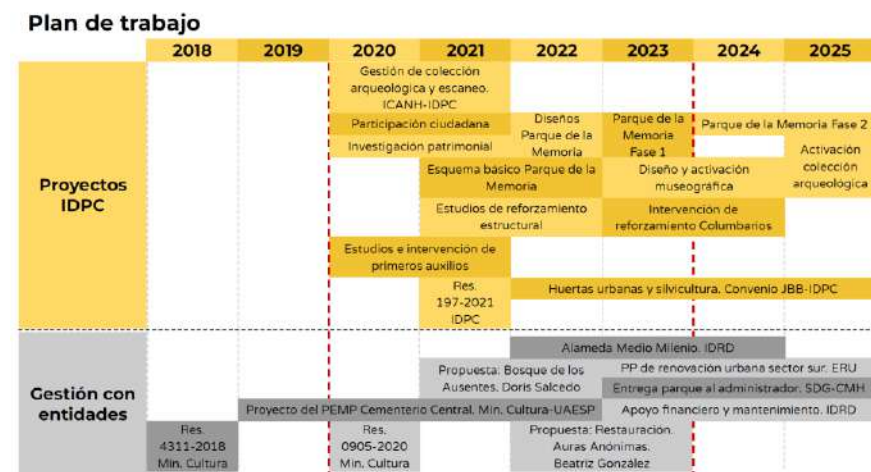 Plan de trabajo
2018 2019 2020 2021 2022 2023 2024 2025
Proyectos
IDPC
Gestión de colección
arqueológica y escaneo.
ICANH-IDPC
Participación ciudadana
Investigación patrimonial
Diseños
Parque de la
Memoria
Parque de la
Memoria
Fase 1
Parque de la Memoria Fase 2
Activación
colección
arqueológica
Esquema básico Parque de la
Memoria
Diseño y activación
museográfica
Estudios de reforzamiento
estructural
Intervención de
reforzamiento Columbarios
Estudios e intervención de
primeros auxilios
Res.
197-2021
IDPC
Huertas urbanas y silvicultura. Convenio JBB-IDPC
Gestión con
entidades
Alameda Medio Milenio. IDRD
Propuesta: Bosque de los
Ausentes. Doris Salcedo
PP de renovación urbana sector sur. ERU
Entrega parque al administrador. SDG-CMH
Proyecto del PEMP Cementerio Central. Min. Cultura-UAESP
Apoyo financiero y mantenimiento. IDRD
Res.
4311-2018
Min. Cultura
Res.
0905-2020
Min. Cultura
Propuesta: Restauración.
Auras Anónimas.
Beatriz González